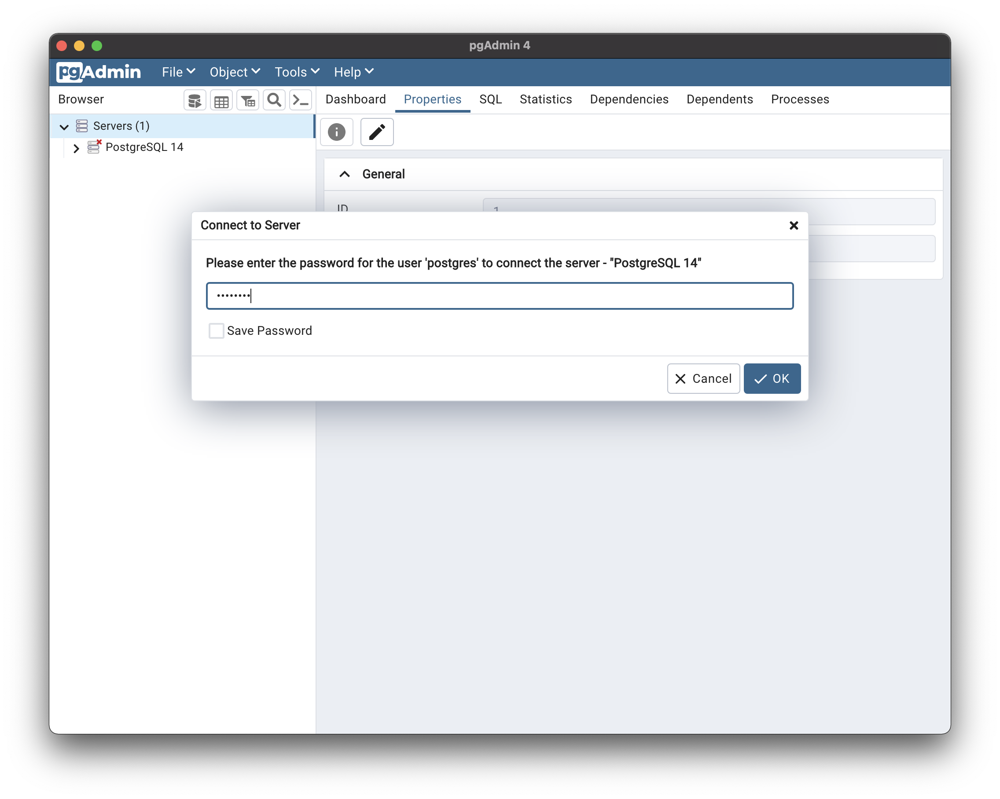 pgAdmin 4
pgAdmin File Object Tools Help
Browser
Dashboard Properties SQL Statistics Dependencies Dependents Processes
Servers (1)
PostgreSQL 14
General
ID 1
Connect to Server
Please enter the password for the user 'postgres' to connect the server - "PostgreSQL 14"
••••••••
Save Password
Cancel OK